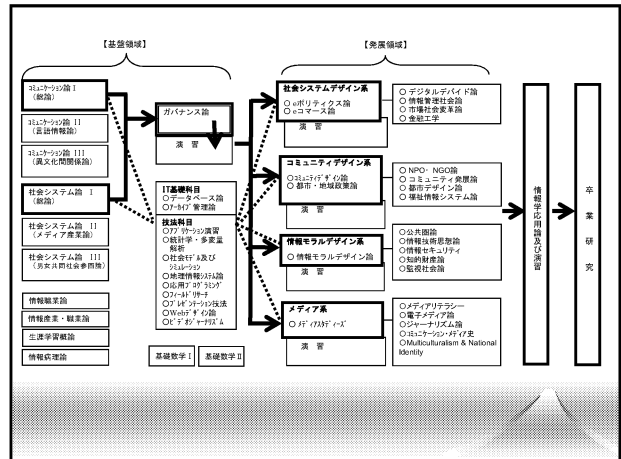 【基盤領域】
【発展領域】
ｺﾐｭﾆｹｰｼｮﾝ論Ⅰ
(総論)
ｺﾐｭﾆｹｰｼｮﾝ論 II
(言語情報論)
ｺﾐｭﾆｹｰｼｮﾝ論 III
(異文化間関係論)
社会システム論 Ⅰ
(総論)
社会システム論 II
(メディア産業論)
社会システム論 III
(男女共同社会参画論)
情報職業論
情報産業・職業論
生涯学習概論
情報病理論
ガバナンス論
演 習
IT基礎科目
○データベース論
○ｱｰｶｲﾌﾞ管理論
技法科目
○ｱﾌﾟﾘｹｰｼｮﾝ演習
○統計学・多変量
解析
○社会ﾓﾃﾞﾙ及び
ｼﾐｭﾚｰｼｮﾝ
○地理情報ｼｽﾃﾑ論
○応用ﾌﾟﾛｸﾞﾗﾐﾝｸﾞ
○ﾌｨｰﾙﾄﾞﾘｻｰﾁ
○ﾌﾟﾚｾﾞﾝﾃｰｼｮﾝ技法
○Webﾃﾞｻﾞｲﾝ論
○ﾋﾞﾃﾞｵｼﾞｬｰﾅﾘｽﾞﾑ
基礎数学Ⅰ
基礎数学Ⅱ
社会システムデザイン系
○ eポリティクス論
○ eコマース論
演 習
○ デジタルデバイド論
○ 情報管理社会論
○ 市場社会変革論
○ 金融工学
コミュニティデザイン系
○ｺﾐｭﾆﾃｨﾃﾞｻﾞｲﾝ論
○ 都市・地域政策論
演 習
○ NPO・NGO論
○ コミュニティ発展論
○ 都市デザイン論
○ 福祉情報システム論
情報モラルデザイン系
○ 情報モラルデザイン論
演 習
○公共圏論
○情報技術思想論
○情報セキュリティ
○知的財産論
○監視社会論
メディア系
○ ﾒﾃﾞｨｱｽﾀﾃﾞｨｰｽﾞ
演 習
○メディアリテラシー
○電子メディア論
○ジャーナリズム論
○ｺﾐｭﾆｹｰｼｮﾝ・ﾒﾃﾞｨｱ史
○Multiculturalism & National
Identity
情報学応用論及び演習
卒業研究